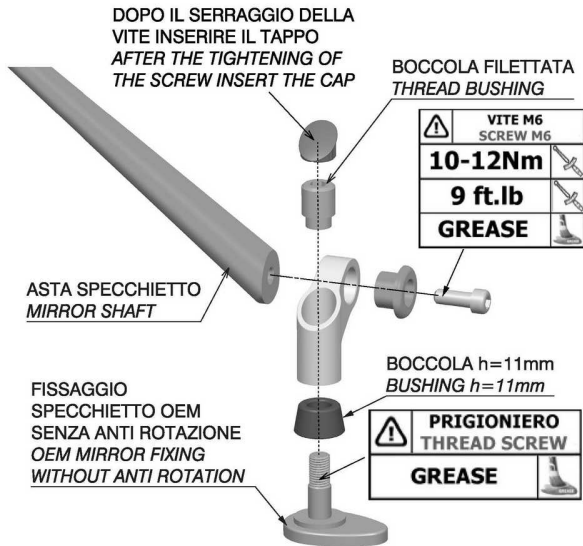 DOPO IL SERRAGGIO DELLA
VITE INSERIRE IL TAPPO
AFTER THE TIGHTENING OF
THE SCREW INSERT THE CAP
BOCCOLA FILETTATA
THREAD BUSHING
VITE M6
SCREW M6
10-12Nm
9 ft.lb
GREASE
ASTA SPECCHIETTO
MIRROR SHAFT
BOCCOLA h=11mm
BUSHING h=11mm
FISSAGGIO
SPECCHIETTO OEM
SENZA ANTI ROTAZIONE
OEM MIRROR FIXING
WITHOUT ANTI ROTATION
PRIGIONIERO
THREAD SCREW
GREASE